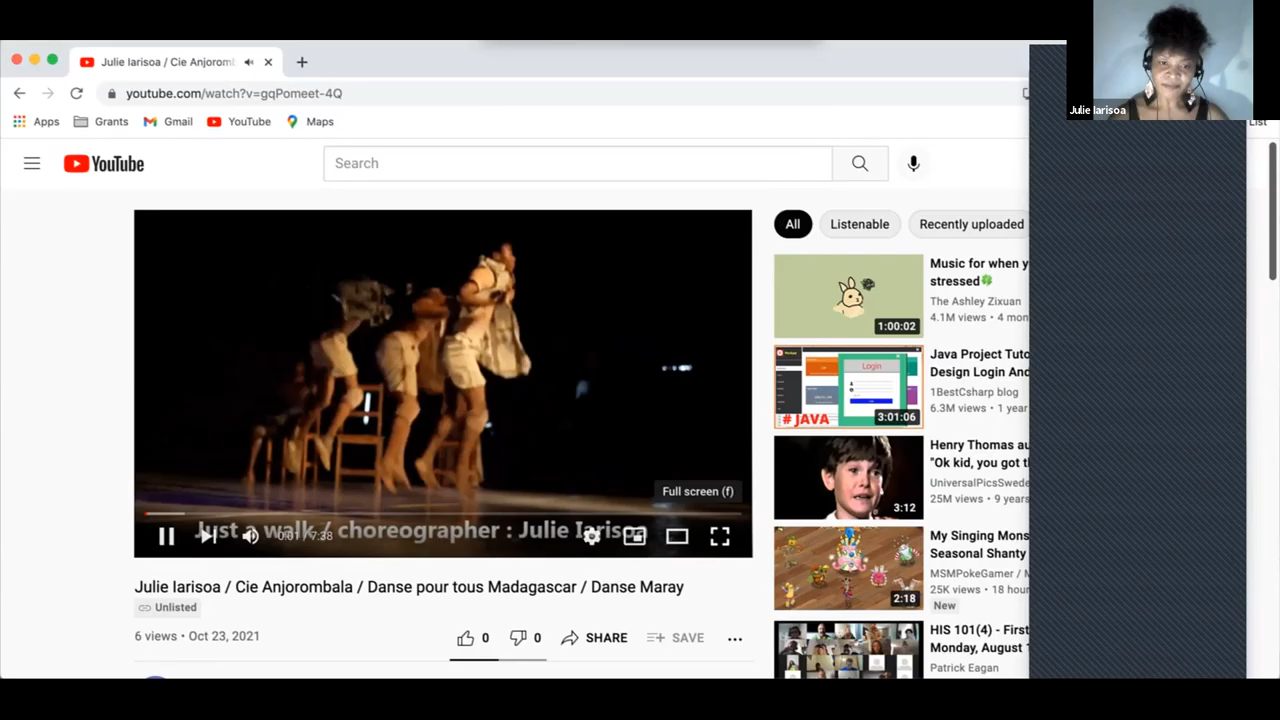 Julie Iarisoa
Julie Iarisoa / Cie Anjoromb
youtube.com/watch?v=gqPomeet-4Q
Apps
Grants
Gmail
YouTube
Maps
List
YouTube
Search
All
Listenable
Recently uploaded
Full screen (f)
Just a walk / choreographer : Julie Iarisoa
0:01 / 7:38
Julie Iarisoa / Cie Anjorombala / Danse pour tous Madagascar / Danse Maray
Unlisted
6 views • Oct 23, 2021
0
0
SHARE
SAVE
Music for when y
stressed
The Ashley Zixuan
4.1M views • 4 mon
1:00:02
Java Project Tuto
Design Login And
1BestCsharp blog
6.3M views • 1 year
Login
# JAVA
3:01:06
Henry Thomas au
"Ok kid, you got th
UniversalPicsSwede
25M views • 9 years
3:12
My Singing Mons
Seasonal Shanty
MSMPokeGamer / M
25K views • 18 hour
New
2:18
HIS 101(4) - First
Monday, August 1
Patrick Eagan